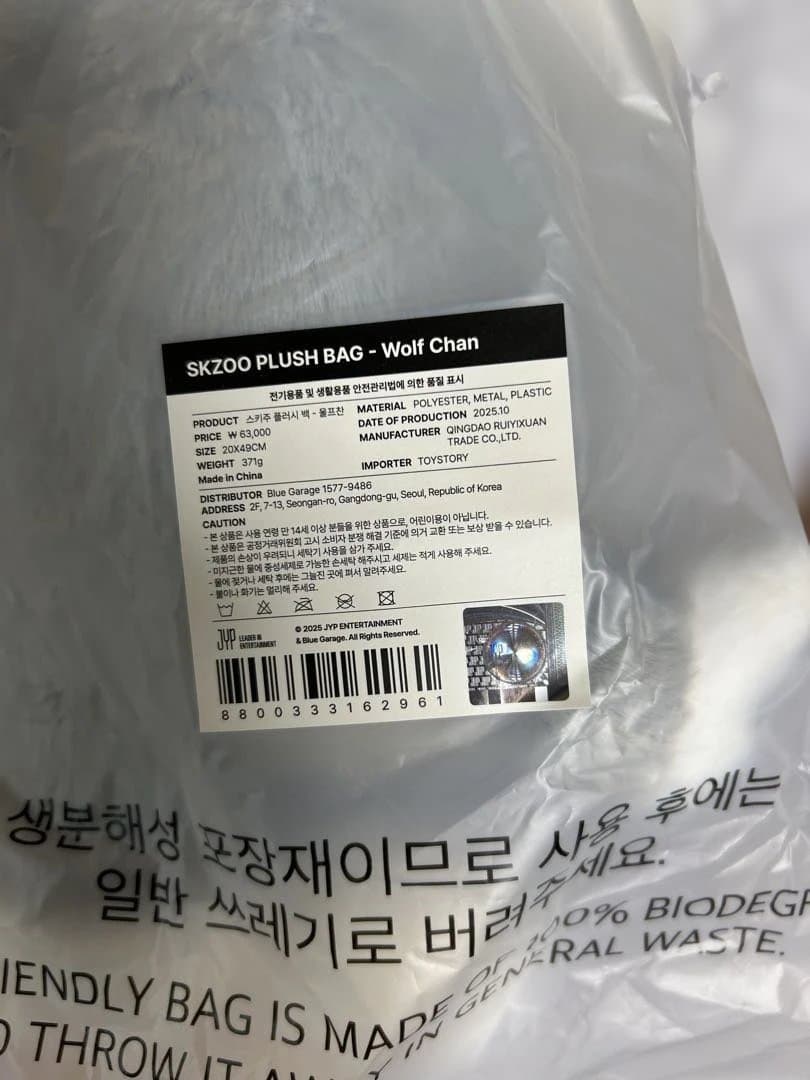 SKZOO PLUSH BAG - Wolf Chan
전기용품 및 생활용품 안전관리법에 의한 품질 표시
PRODUCT 스키주 플러시 백 - 울프찬
PRICE ₩ 63,000
SIZE 20X49CM
WEIGHT 371g
Made in China
MATERIAL POLYESTER, METAL, PLASTIC
DATE OF PRODUCTION 2025.10
MANUFACTURER QINGDAO RUIYIXUAN
TRADE CO.,LTD.
IMPORTER TOYSTORY
DISTRIBUTOR Blue Garage 1577-9486
ADDRESS 2F, 7-13, Seongan-ro, Gangdong-gu, Seoul, Republic of Korea
CAUTION
- 본 상품은 사용 연령 만 14세 이상 분들을 위한 상품으로, 어린이용이 아닙니다.
- 본 상품은 공정거래위원회 고시 소비자 분쟁 해결 기준에 의거 교환 또는 보상 받을 수 있습니다.
- 제품의 손상이 우려되니 세탁기 사용을 삼가 주세요.
- 미지근한 물에 중성세제로 가능한 손세탁 해주시고 세제는 적게 사용해 주세요.
- 물에 젖거나 세탁 후에는 그늘진 곳에 펴서 말려주세요.
- 불이나 화기는 멀리해 주세요.
JYP LEADER IN
ENTERTAINMENT
© 2025 JYP ENTERTAINMENT
& Blue Garage. All Rights Reserved.
8800333162961
생분해성 포장재이므로 사용 후에는
일반 쓰레기로 버려주세요.
IENDLY BAG IS MADE OF 100% BIODEGR
O THROW IT IN GENERAL WASTE.